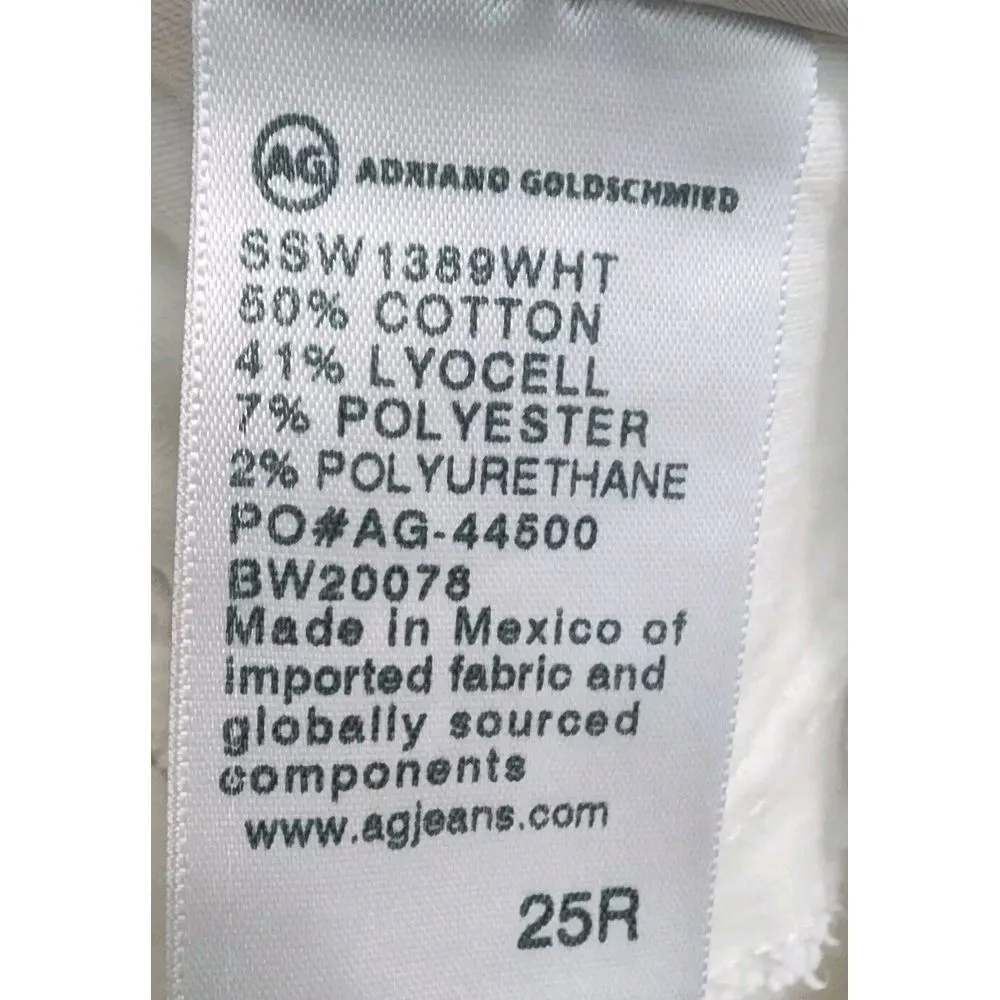 AG ADRIANO GOLDSCHMIED
SSW1389WHT
50% COTTON
41% LYOCELL
7% POLYESTER
2% POLYURETHANE
PO#AG-44500
BW20078
Made in Mexico of
imported fabric and
globally sourced
components
www.agjeans.com
25R